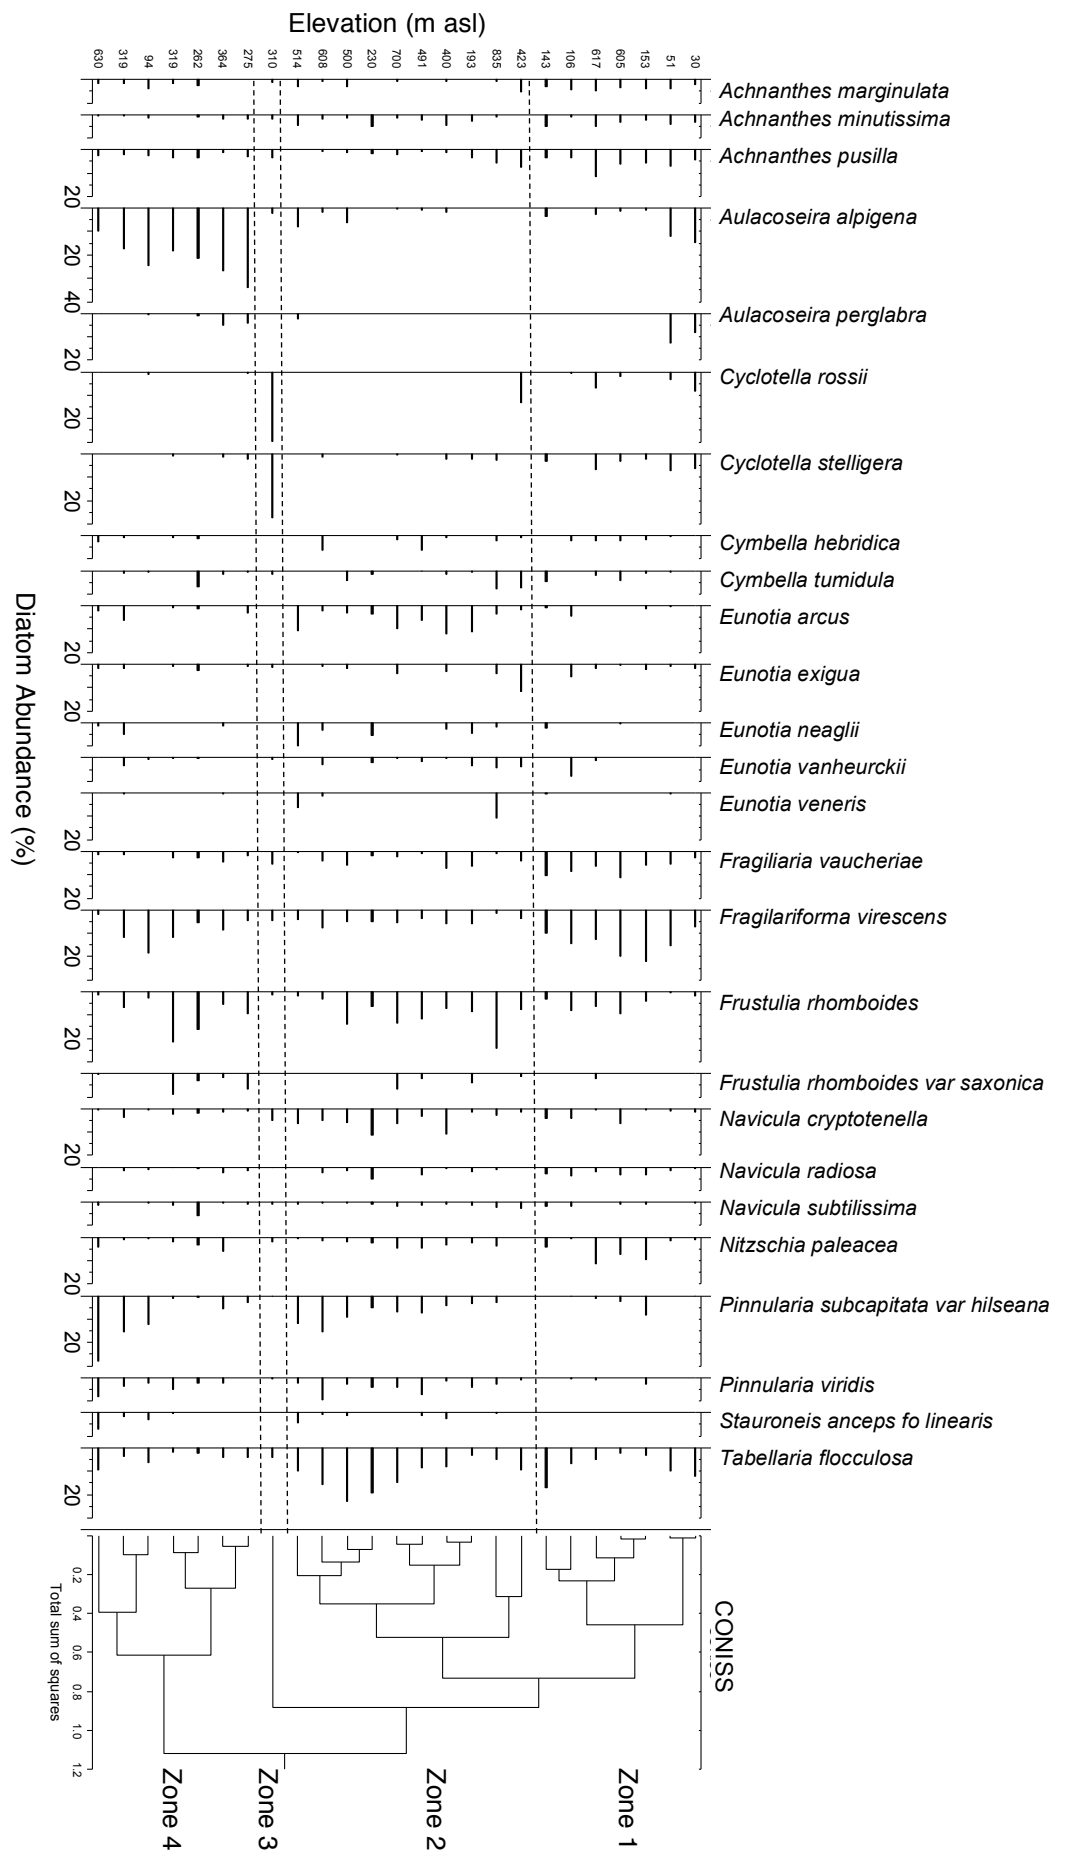 Elevation (m asl)
630
319
94
319
262
364
275
310
514
608
500
230
700
491
400
193
835
423
143
106
617
605
153
51
30
Achnanthes marginulata
Achnanthes minutissima
Achnanthes pusilla
20
Aulacoseira alpigena
20
40
Aulacoseira perglabra
20
Cyclotella rossii
20
Cyclotella stelligera
20
Cymbella hebridica
Cymbella tumidula
Eunotia arcus
20
Eunotia exigua
20
Eunotia neaglii
Eunotia vanheurckii
Eunotia veneris
20
Fragiliaria vaucheriae
20
Fragilariforma virescens
20
Frustulia rhomboides
20
Frustulia rhomboides var saxonica
Navicula cryptotenella
20
Navicula radiosa
Navicula subtilissima
Nitzschia paleacea
20
Pinnularia subcapitata var hilseana
20
Pinnularia viridis
Stauroneis anceps fo linearis
Tabellaria flocculosa
20
Diatom Abundance (%)
CONISS
0.2
0.4
0.6
0.8
1.0
1.2
Total sum of squares
Zone 4
Zone 3
Zone 2
Zone 1